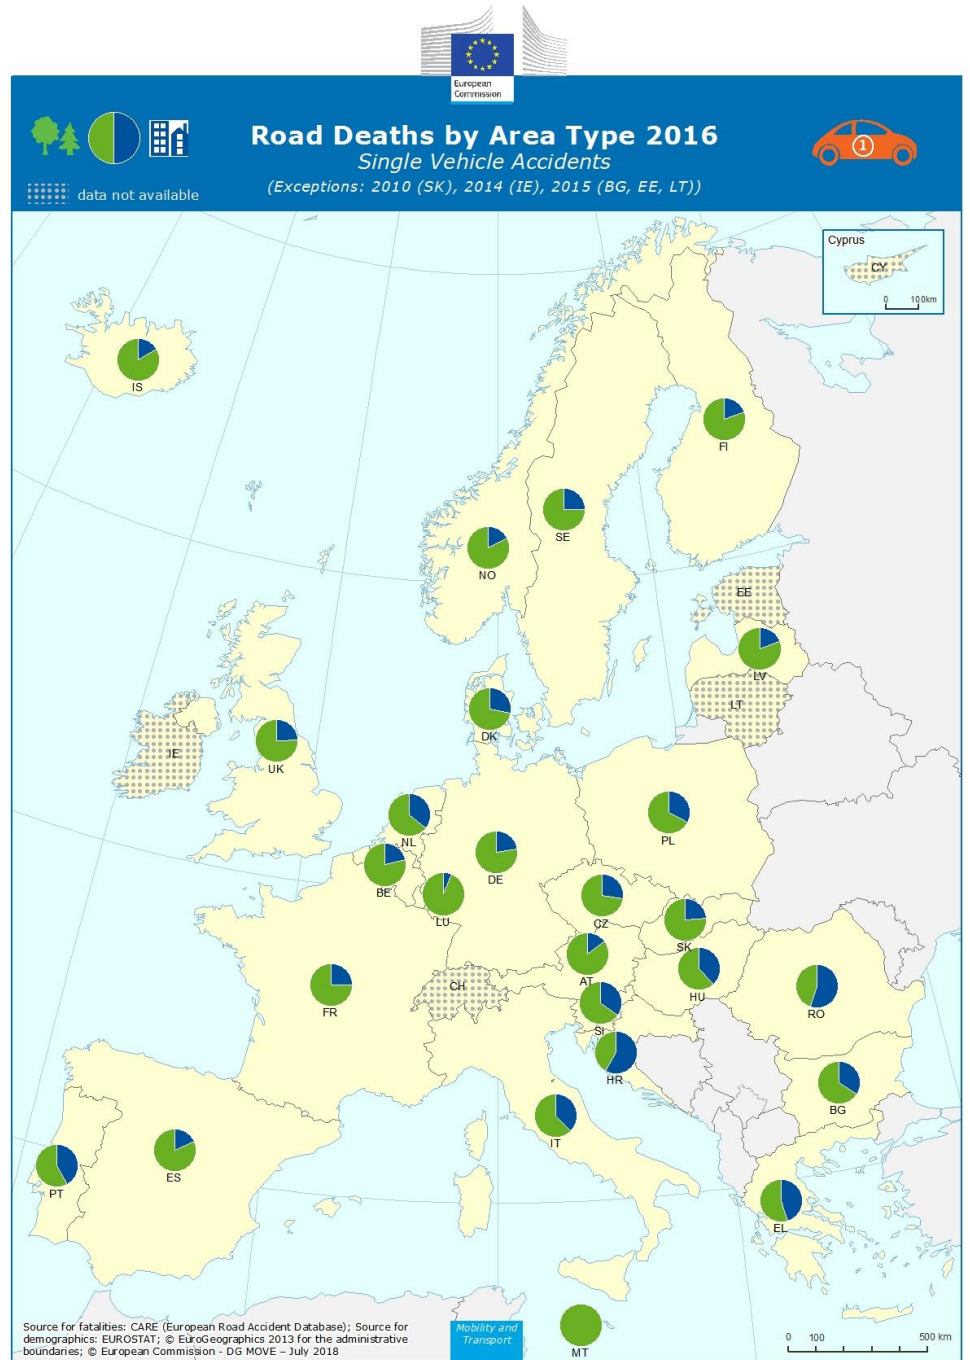 European
Commission
Road Deaths by Area Type 2016
Single Vehicle Accidents
(Exceptions: 2010 (SK), 2014 (IE), 2015 (BG, EE, LT))
1
data not available
Cyprus
CY
0 100km
IS
FI
SE
NO
EE
LV
LT
DK
IE
UK
NL
PL
BE
DE
LU
CZ
SK
AT
CH
HU
FR
RO
SI
HR
BG
IT
ES
PT
EL
MT
Source for fatalities: CARE (European Road Accident Database); Source for
demographics: EUROSTAT; © EuroGeographics 2013 for the administrative
boundaries; © European Commission - DG MOVE – July 2018
Mobility and
Transport
0 100 500 km